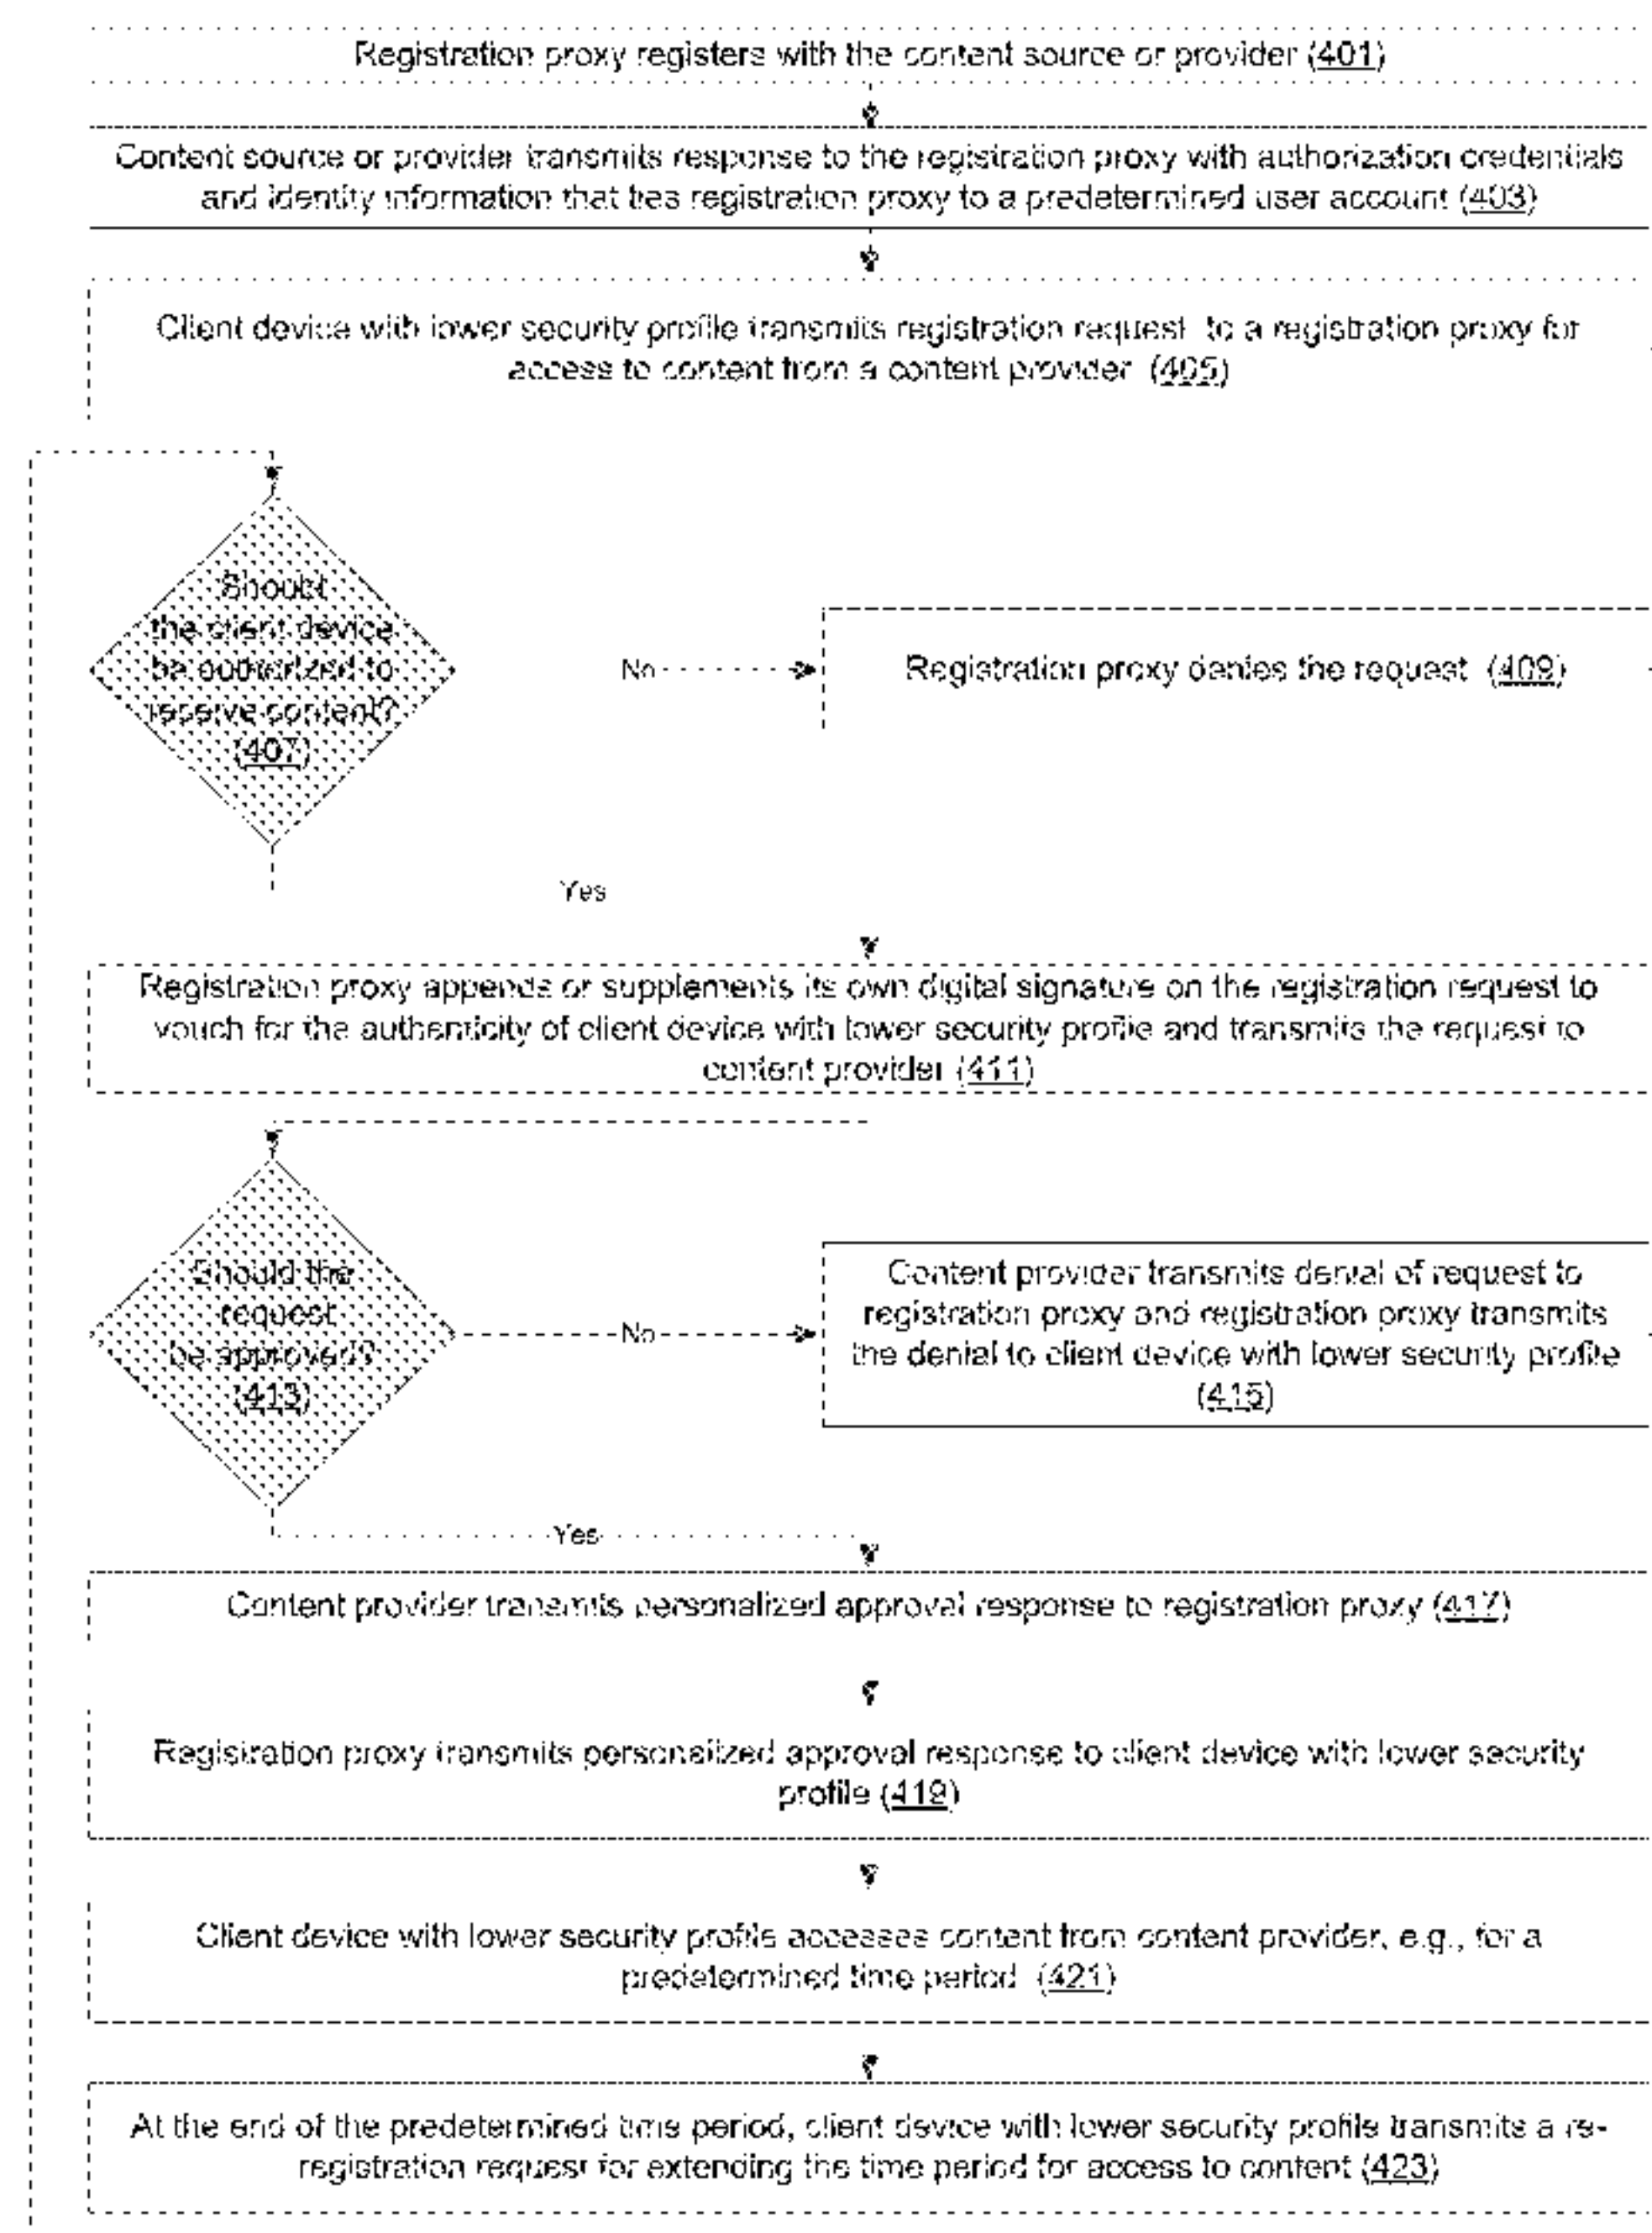 Registration proxy registers with the content source or provider (401)
Content source or provider transmits response to the registration proxy with authorization credentials
and identity information that ties registration proxy to a predetermined user account (403)
Client device with lower security profile transmits registration request to a registration proxy for
access to content from a content provider (405)
Should
the client device
be authorized to
receive content?
(407)
No
Registration proxy denies the request (409)
Yes
Registration proxy appends or supplements its own digital signature on the registration request to
vouch for the authenticity of client device with lower security profile and transmits the request to
content provider (411)
Should the
request
be approved?
(413)
No
Content provider transmits denial of request to
registration proxy and registration proxy transmits
the denial to client device with lower security profile
(415)
Yes
Content provider transmits personalized approval response to registration proxy (417)
Registration proxy transmits personalized approval response to client device with lower security
profile (419)
Client device with lower security profile accesses content from content provider, e.g., for a
predetermined time period (421)
At the end of the predetermined time period, client device with lower security profile transmits a re-
registration request for extending the time period for access to content (423)